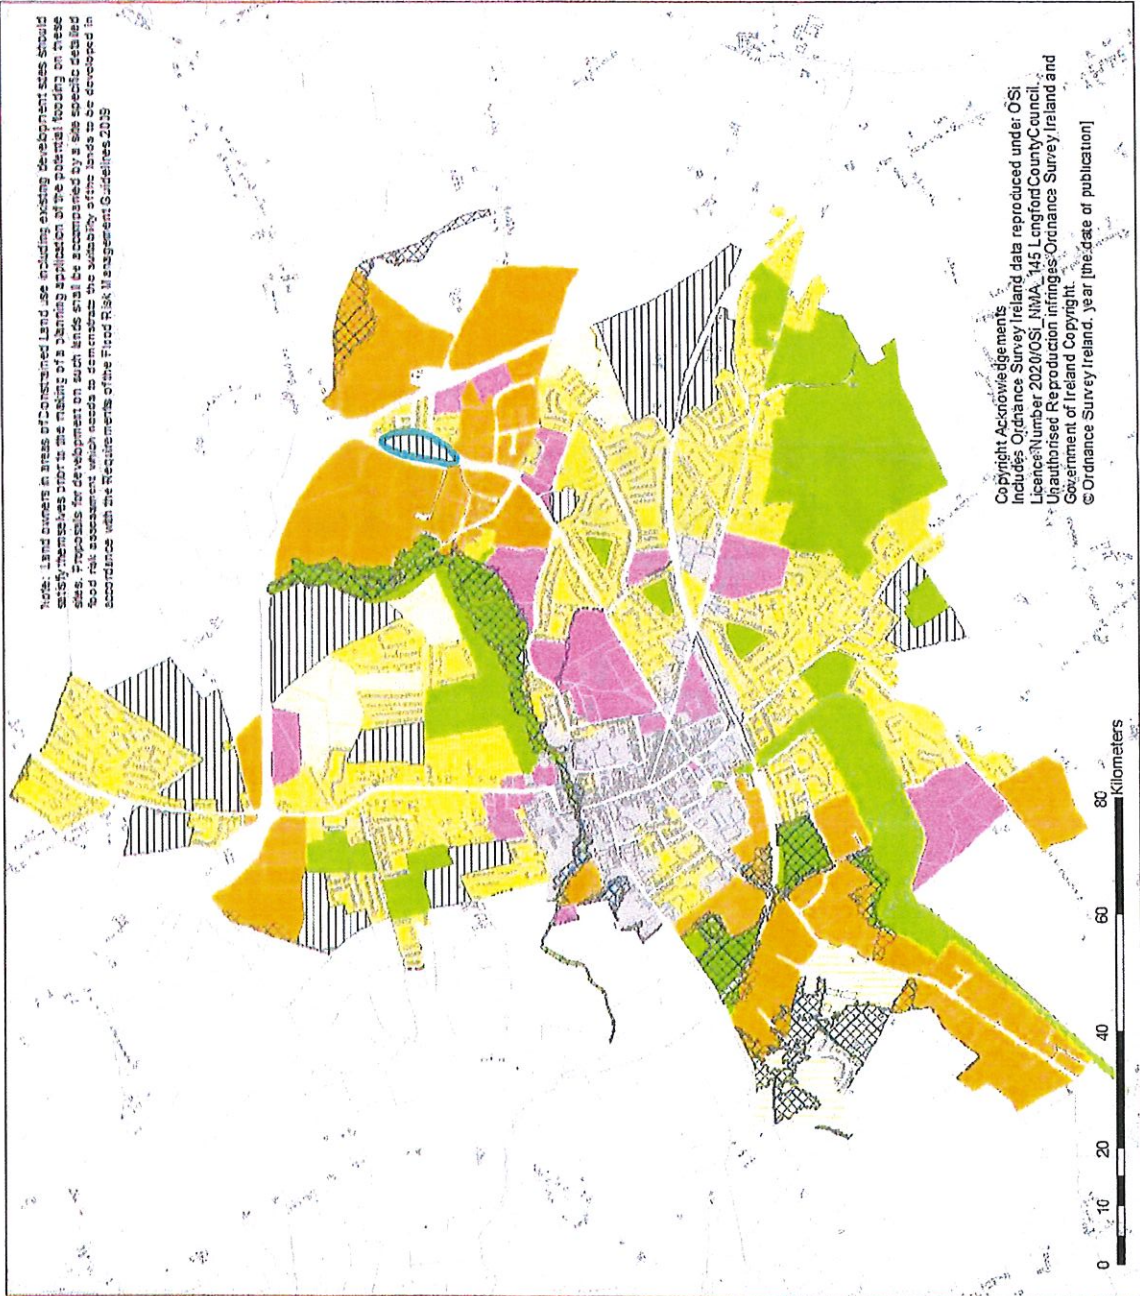 Note: Land owners in areas of Constrained Land use including existing development sites should
satisfy themselves prior to the making of a planning application of the potential flooding on these
sites. Proposals for development on such lands shall be accompanied by a site specific detailed
flood risk assessment which needs to demonstrate the suitability of the lands to be developed in
accordance with the Requirements of the Flood Risk Management Guidelines 2009
Copyright Acknowledgements
Includes Ordnance Survey Ireland data reproduced under OSi
Licence Number 2020/OSi_NMA_145 LongfordCountyCouncil.
Unauthorised Reproduction infringes Ordnance Survey Ireland and
Government of Ireland Copyright.
© Ordnance Survey Ireland, year [the date of publication]
0 10 20 40 60 80
Kilometers